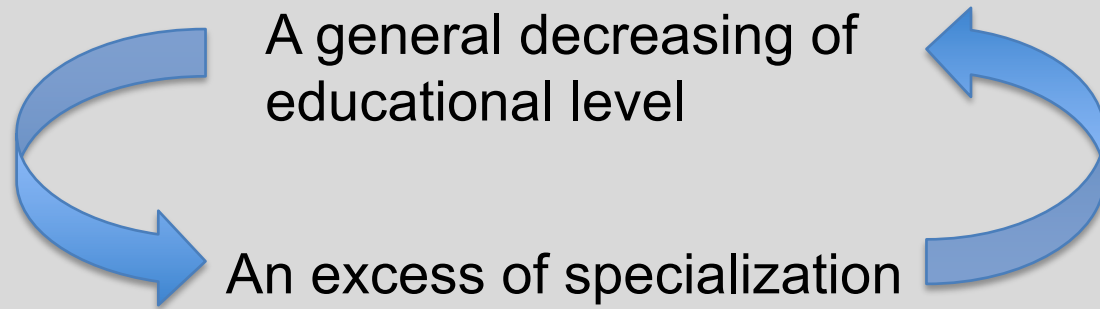 A general decreasing of
educational level
An excess of specialization